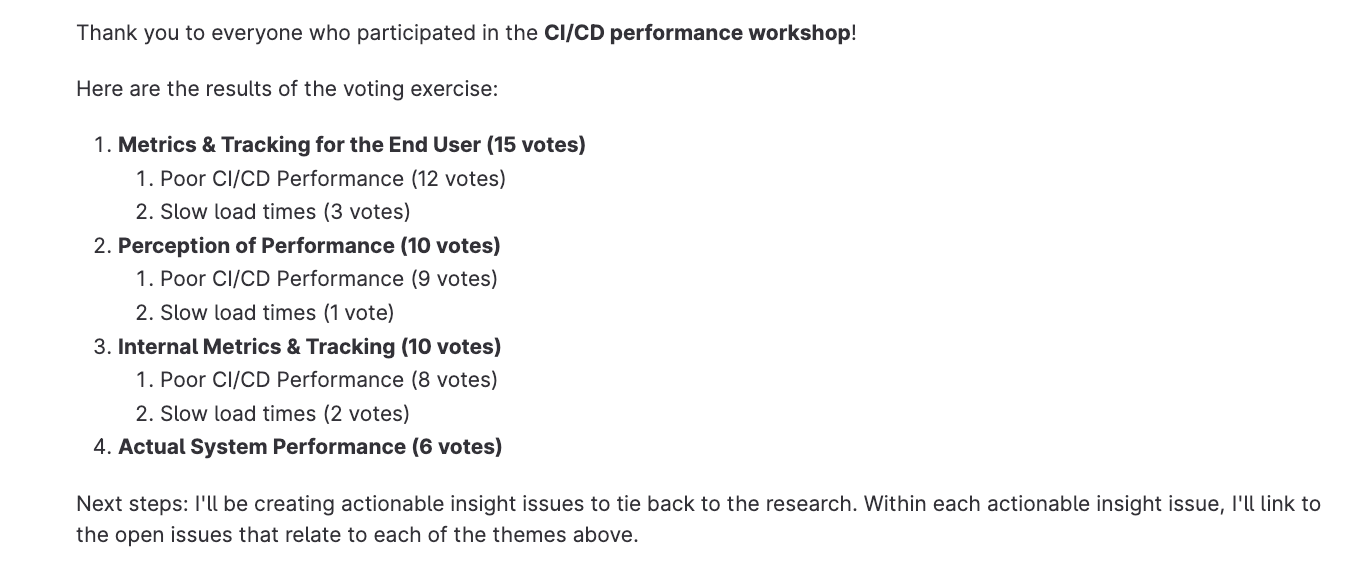 Thank you to everyone who participated in the CI/CD performance workshop!
Here are the results of the voting exercise:
1. Metrics & Tracking for the End User (15 votes)
1. Poor CI/CD Performance (12 votes)
2. Slow load times (3 votes)
2. Perception of Performance (10 votes)
1. Poor CI/CD Performance (9 votes)
2. Slow load times (1 vote)
3. Internal Metrics & Tracking (10 votes)
1. Poor CI/CD Performance (8 votes)
2. Slow load times (2 votes)
4. Actual System Performance (6 votes)
Next steps: I'll be creating actionable insight issues to tie back to the research. Within each actionable insight issue, I'll link to
the open issues that relate to each of the themes above.